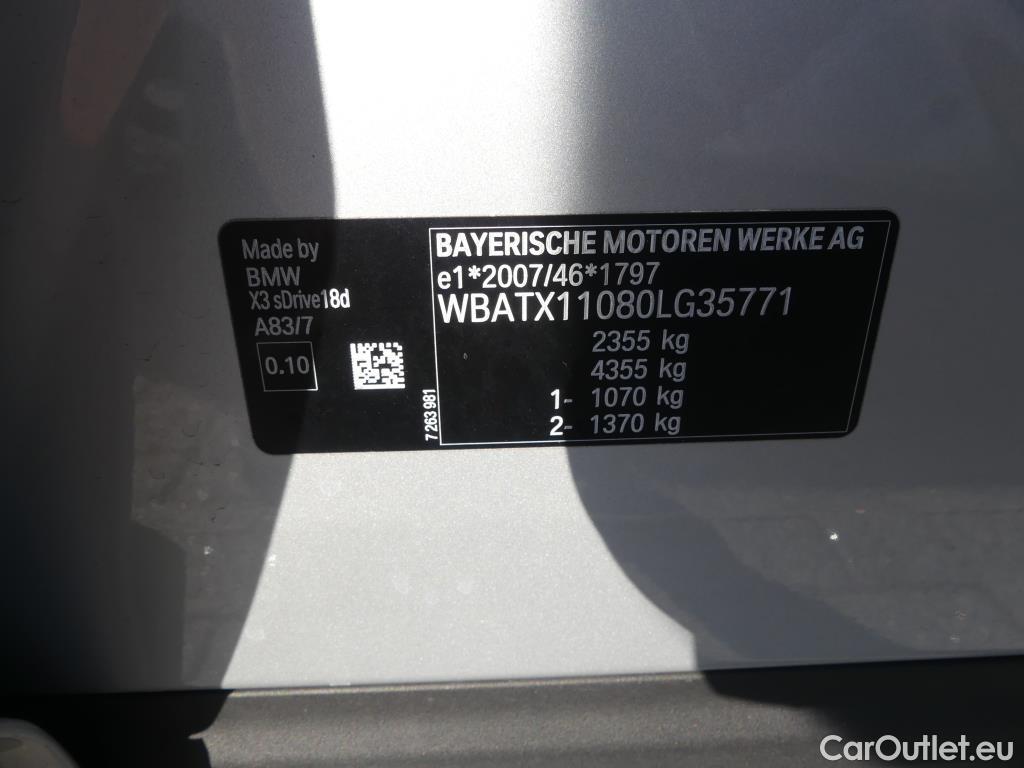 Made by
BMW
X3 sDrive18d
A83/7
0.10
7 263 981
BAYERISCHE MOTOREN WERKE AG
e1*2007/46*1797
WBATX11080LG35771
2355 kg
4355 kg
1- 1070 kg
2- 1370 kg
CarOutlet.eu